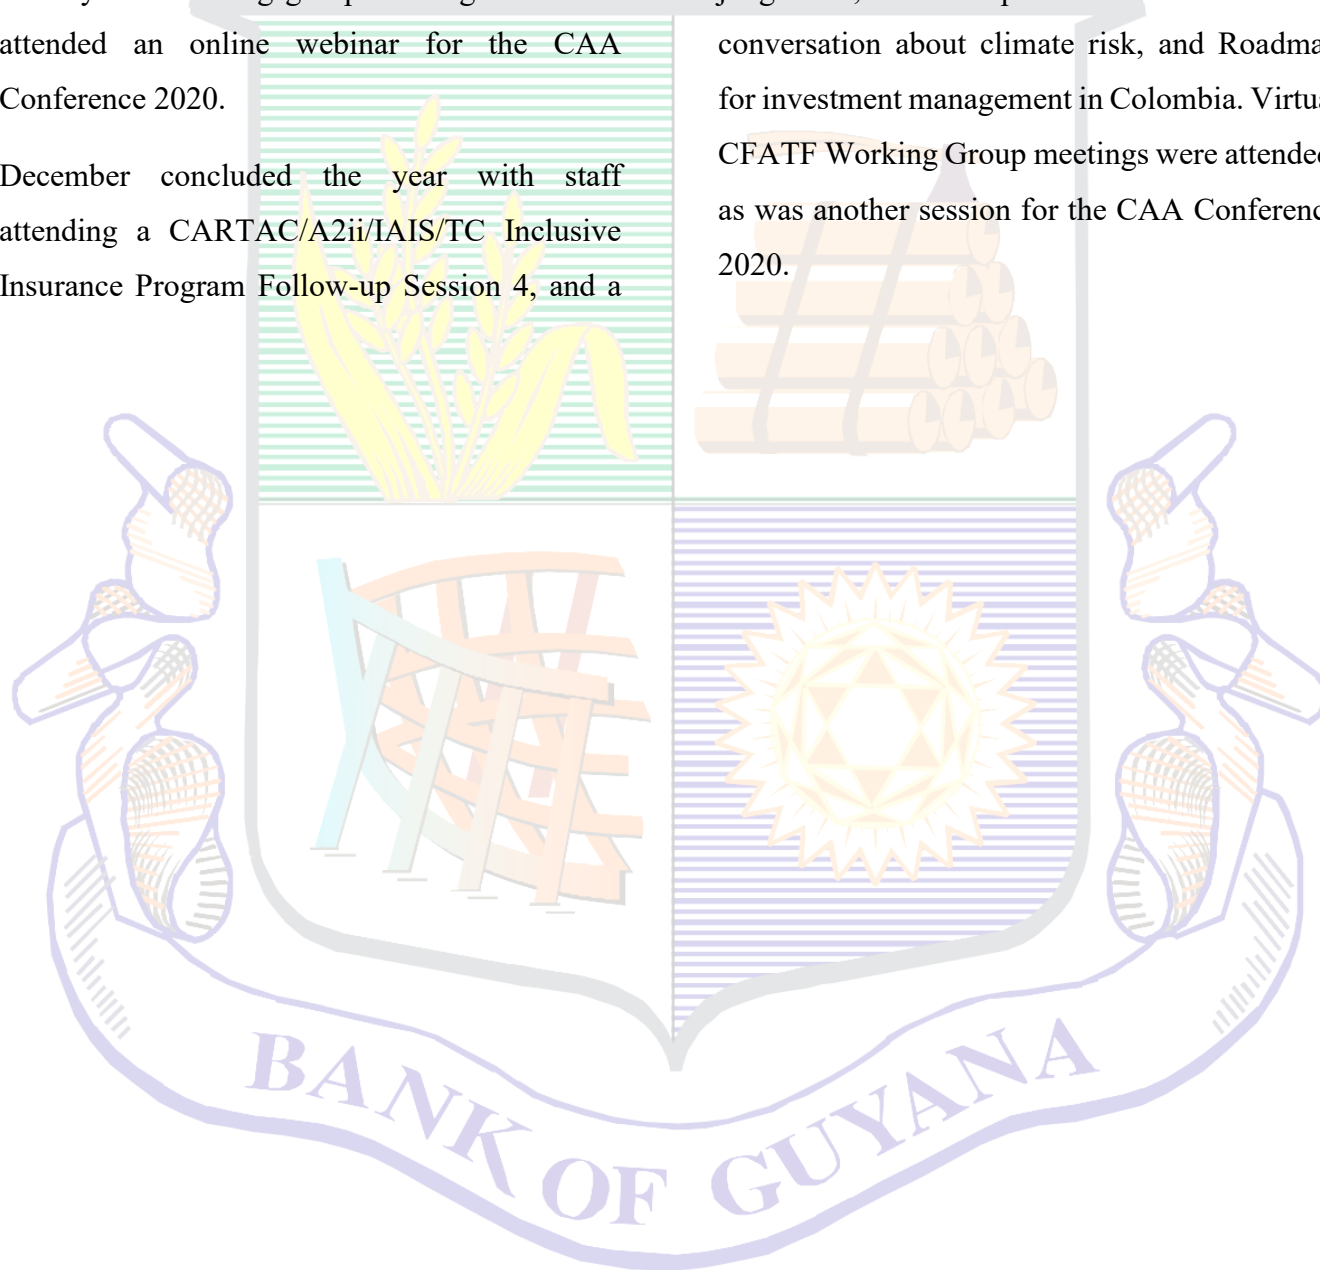 attended an online webinar for the CAA
Conference 2020.
December concluded the year with staff
attending a CARTAC/A2ii/IAIS/TC Inclusive
Insurance Program Follow-up Session 4, and a
conversation about climate risk, and
for investment management in Colombia.
CFATF Working Group meetings were
as was another session for the CAA
2020.
BANK OF GUYANA